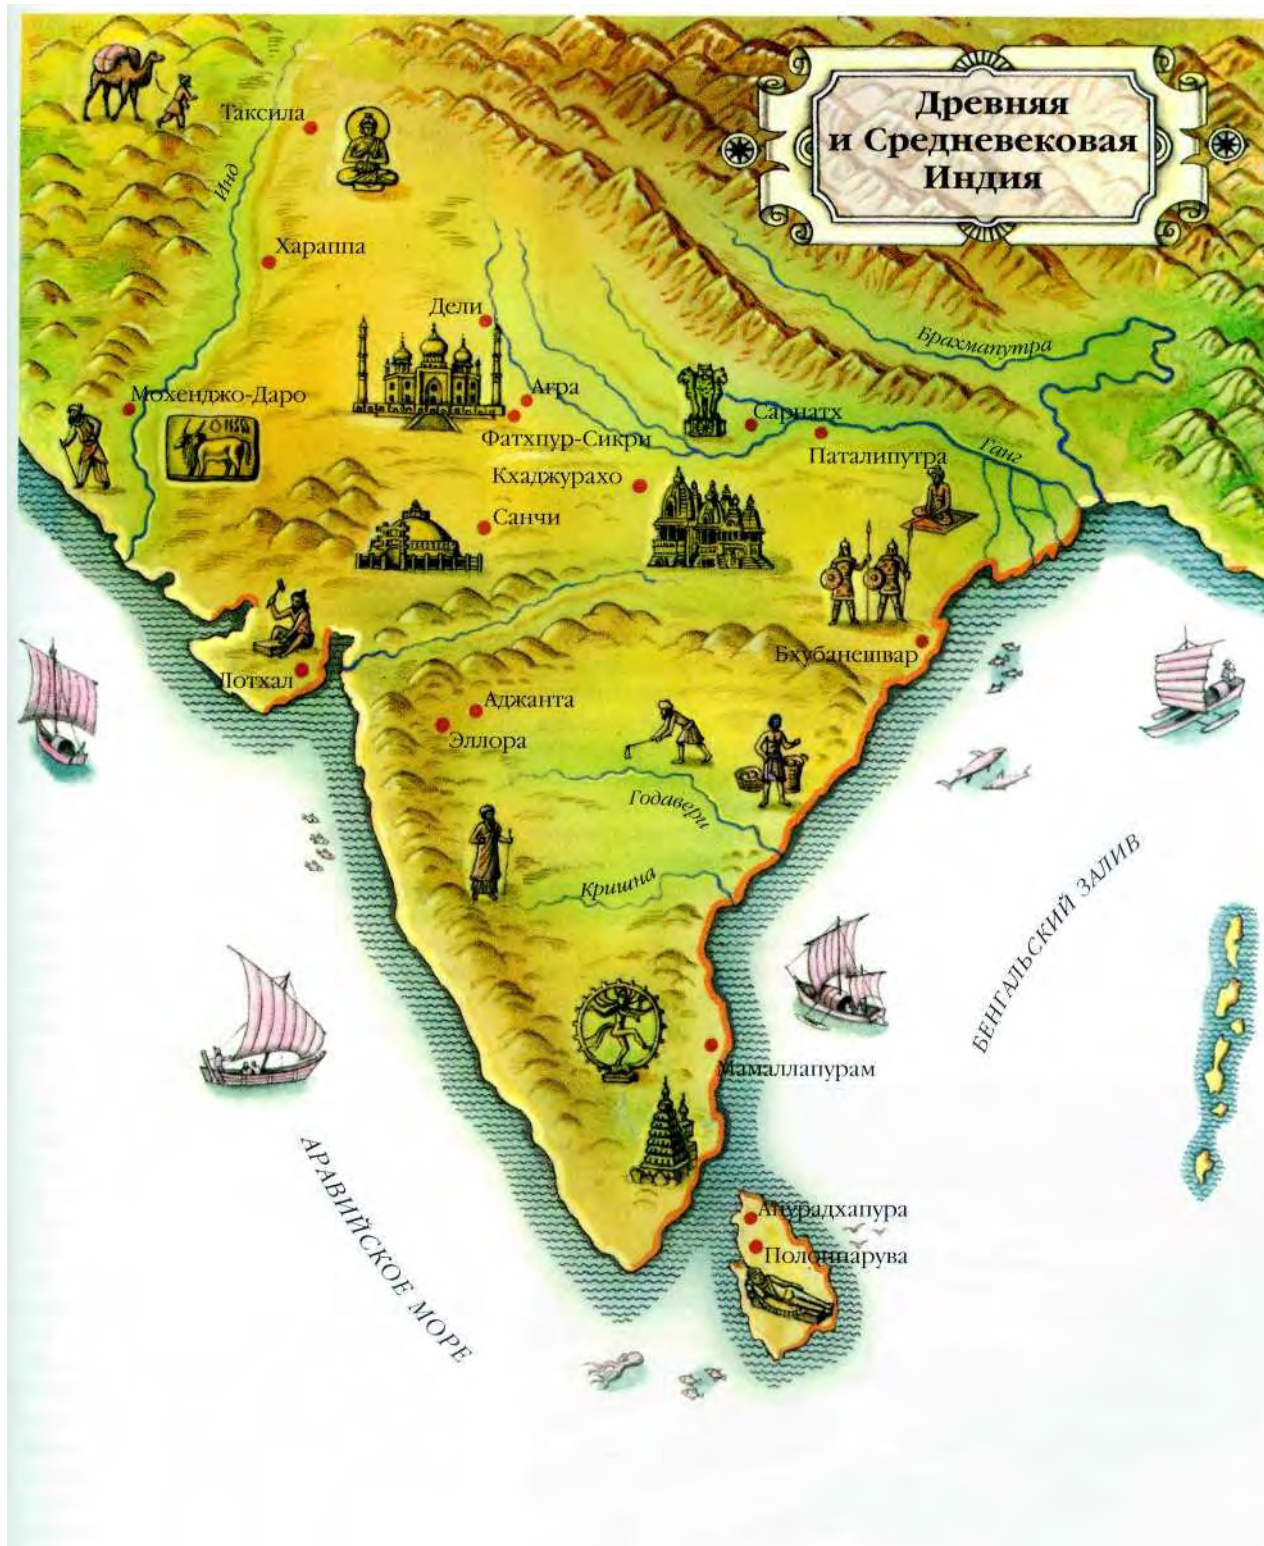 Древняя
и Средневековая
Индия
Таксила
Инд
Хараппа
Дели
Брахмапутра
Мохенджо-Даро
Агра
Сарнатх
Фатхпур-Сикри
Ганг
Паталипутра
Кхаджурахо
Санчи
Бхубанешвар
Лотхал
Аджанта
Эллора
Годавери
Кришна
БЕНГАЛЬСКИЙ ЗАЛИВ
Мамаллапурам
АРАВИЙСКОЕ МОРЕ
Анурадхапура
Полоннарува